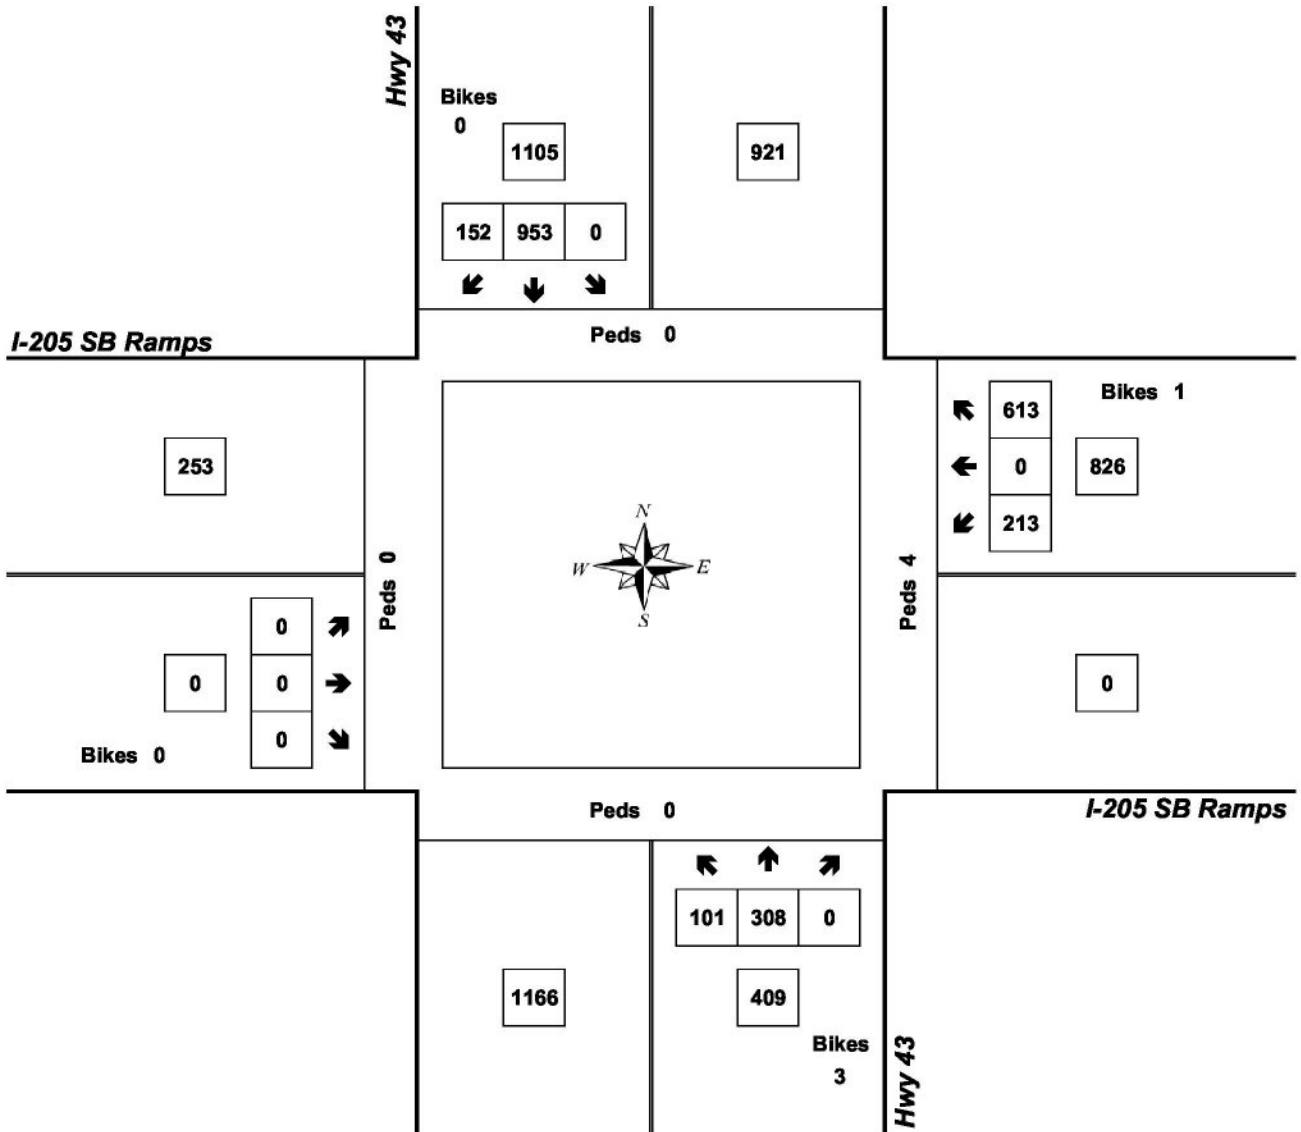 Hwy 43
Bikes
0
1105
921
152 953 0
Peds 0
I-205 SB Ramps
613
Bikes 1
253
0
826
213
N
W E
S
Peds 0
Peds 4
0
0
0
0
0
Bikes 0
Peds 0
I-205 SB Ramps
101 308 0
1166
409
Bikes
3
Hwy 43